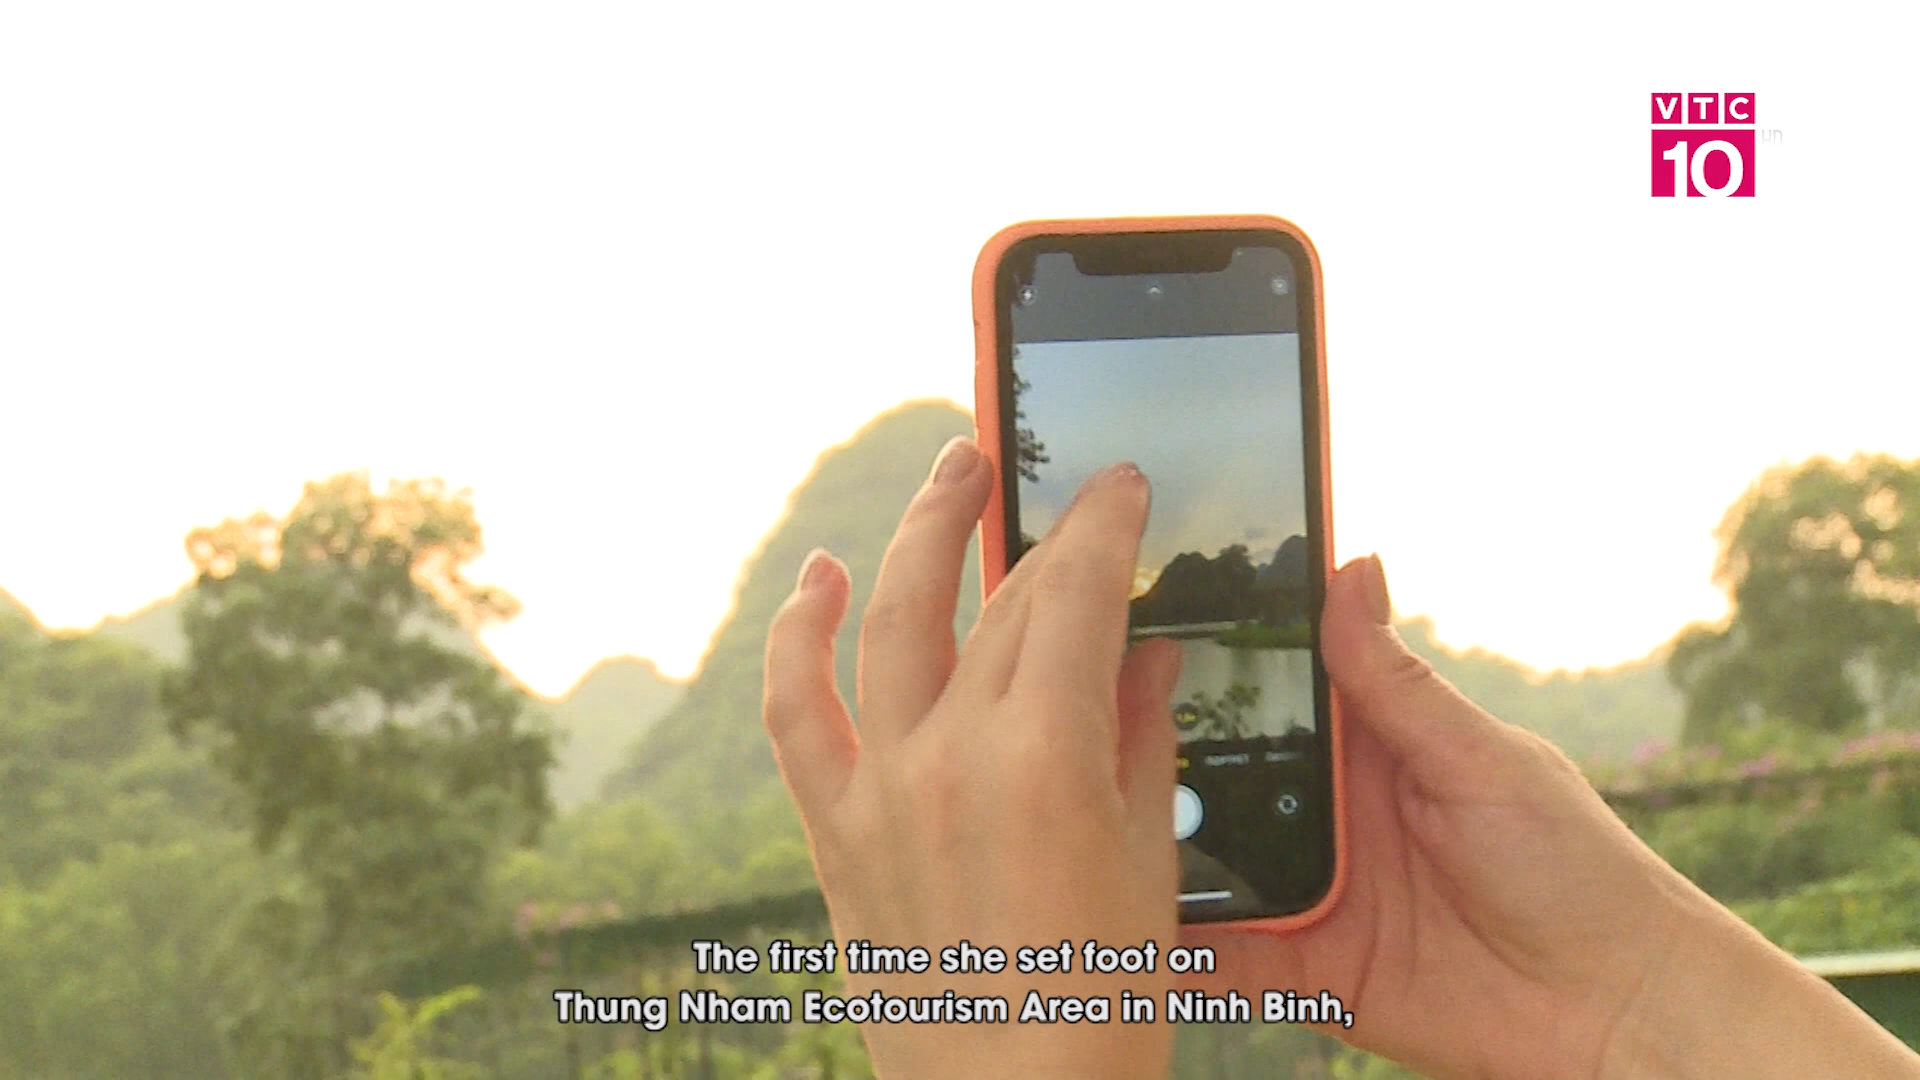 VTC
10
The first time she set foot on
Thung Nham Ecotourism Area in Ninh Binh,